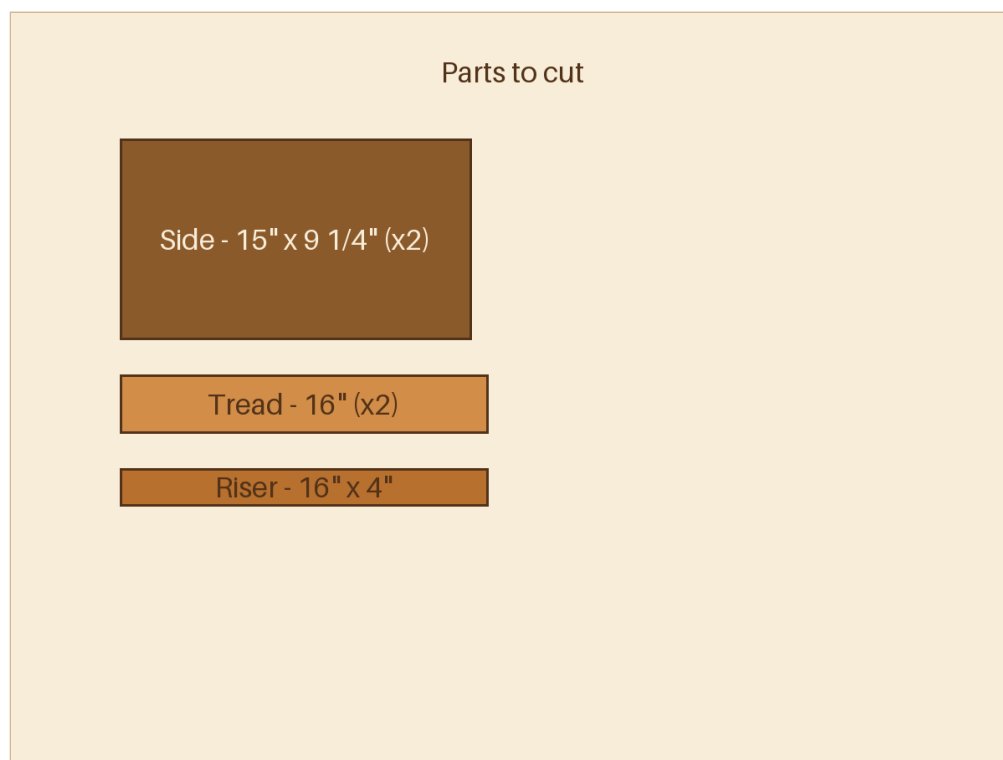 Parts to cut
Side - 15" x 9 1/4" (x2)
Tread - 16" (x2)
Riser - 16" x 4"